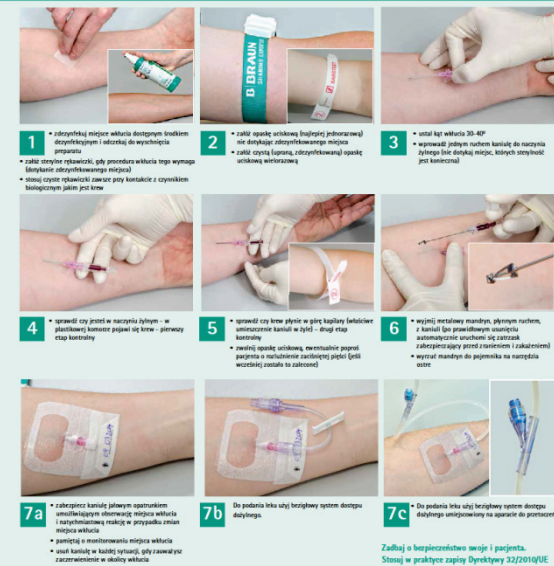 B|BRAUN
SHARING EXPERTISE
1
• zdezynfekuj miejsce wkłucia dostępnym środkiem
dezynfekcyjnym i odczekaj do wyschnięcia
preparatu
• załóż sterylne rękawiczki, gdy procedura wkłucia tego wymaga
(dotykanie zdezynfekowanego miejsca)
• stosuj czyste rękawiczki zawsze przy kontakcie z czynnikiem
biologicznym jakim jest krew
2
• załóż opaskę uciskową (najlepiej jednorazową)
nie dotykając zdezynfekowanego miejsca
• załóż czystą (upraną, zdezynfekowaną) opaskę
uciskową wielorazową
3
• ustal kąt wkłucia 30-40º
• wprowadź jednym ruchem kaniulę do naczynia
żylnego (nie dotykaj miejsc, których sterylność
jest konieczna)
4
• sprawdź czy jesteś w naczyniu żylnym – w
plastikowej komorze pojawi się krew - pierwszy
etap kontrolny
5
• sprawdź czy krew płynie w górę kapilary (właściwe
umieszczenie kaniuli w żyle) – drugi etap
kontrolny
• zwolnij opaskę uciskową, ewentualnie poproś
pacjenta o rozluźnienie zaciśniętej pięści (jeśli
wcześniej zostało to zalecone)
6
• wyjmij metalowy mandryn, płynnym ruchem,
z kaniuli (po prawidłowym usunięciu
automatycznie uruchomi się zatrzask
zabezpieczający przed zranieniem i zakażeniem)
• wyrzuć mandryn do pojemnika na narzędzia
ostre
7a
• zabezpiecz kaniulę jałowym opatrunkiem
umożliwiającym obserwację miejsca wkłucia
i natychmiastową reakcję w przypadku zmian
miejsca wkłucia
• pamiętaj o monitorowaniu miejsca wkłucia
• usuń kaniulę w każdej sytuacji, gdy zauważysz
zaczerwienie w okolicy wkłucia
7b
Do podania leku użyj bezigłowy system dostępu
dożylnego.
7c
• Do podania leku użyj bezigłowy system dostępu
dożylnego umiejscowiony na aparacie do przetoczeń
Zadbaj o bezpieczeństwo swoje i pacjenta.
Stosuj w praktyce zapisy Dyrektywy 32/2010/UE